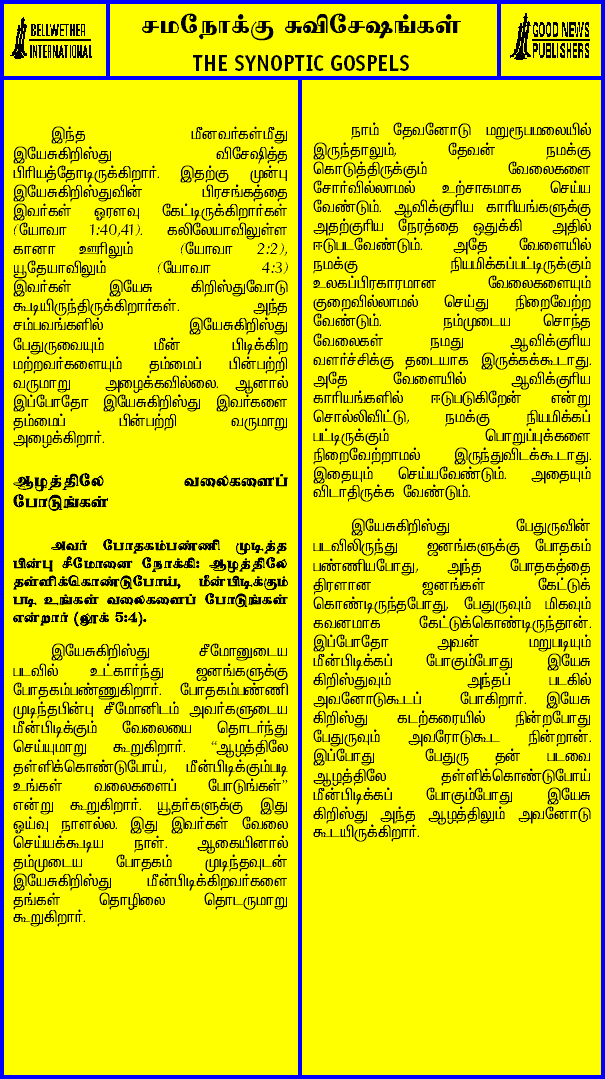 BELLWETHER
INTERNATIONAL
சமநோக்கு சுவிசேஷங்கள்
THE SYNOPTIC GOSPELS
GOOD NEWS
PUBLISHERS
இந்த மீனவர்கள்மீது
இயேசுகிறிஸ்து விசேஷித்த
பிரியத்தோடிருக்கிறார். இதற்கு முன்பு
இயேசுகிறிஸ்துவின் பிரசங்கத்தை
இவர்கள் ஓரளவு கேட்டிருக்கிறார்கள்
(யோவா 1:40,41). கலிலேயாவிலுள்ள
கானா ஊரிலும் (யோவா 2:2),
யூதேயாவிலும் (யோவா 4:3)
இவர்கள் இயேசு கிறிஸ்துவோடு
கூடியிருந்திருக்கிறார்கள். அந்த
சம்பவங்களில் இயேசுகிறிஸ்து
பேதுருவையும் மீன் பிடிக்கிற
மற்றவர்களையும் தம்மைப் பின்பற்றி
வருமாறு அழைக்கவில்லை. ஆனால்
இப்போதோ இயேசுகிறிஸ்து இவர்களை
தம்மைப் பின்பற்றி வருமாறு
அழைக்கிறார்.
ஆழத்திலே வலைகளைப்
போடுங்கள்
அவர் போதகம்பண்ணி முடித்த
பின்பு சீமோனை நோக்கி: ஆழத்திலே
தள்ளிக்கொண்டுபோய், மீன்பிடிக்கும்
படி உங்கள் வலைகளைப் போடுங்கள்
என்றார் (லூக் 5:4).
இயேசுகிறிஸ்து சீமோனுடைய
படவில் உட்கார்ந்து ஜனங்களுக்கு
போதகம்பண்ணுகிறார். போதகம்பண்ணி
முடிந்தபின்பு சீமோனிடம் அவர்களுடைய
மீன்பிடிக்கும் வேலையை தொடர்ந்து
செய்யுமாறு கூறுகிறார். “ஆழத்திலே
தள்ளிக்கொண்டுபோய், மீன்பிடிக்கும்படி
உங்கள் வலைகளைப் போடுங்கள்”
என்று கூறுகிறார். யூதர்களுக்கு இது
ஓய்வு நாளல்ல. இது இவர்கள் வேலை
செய்யக்கூடிய நாள். ஆகையினால்
தம்முடைய போதகம் முடிந்தவுடன்
இயேசுகிறிஸ்து மீன்பிடிக்கிறவர்களை
தங்கள் தொழிலை தொடருமாறு
கூறுகிறார்.
நாம் தேவனோடு மறுரூபமலையில்
இருந்தாலும், தேவன் நமக்கு
கொடுத்திருக்கும் வேலைகளை
சோர்வில்லாமல் உற்சாகமாக செய்ய
வேண்டும். ஆவிக்குரிய காரியங்களுக்கு
அதற்குரிய நேரத்தை ஒதுக்கி அதில்
ஈடுபடவேண்டும். அதே வேளையில்
நமக்கு நியமிக்கப்பட்டிருக்கும்
உலகப்பிரகாரமான வேலைகளையும்
குறைவில்லாமல் செய்து நிறைவேற்ற
வேண்டும். நம்முடைய சொந்த
வேலைகள் நமது ஆவிக்குரிய
வளர்ச்சிக்கு தடையாக இருக்கக்கூடாது.
அதே வேளையில் ஆவிக்குரிய
காரியங்களில் ஈடுபடுகிறேன் என்று
சொல்லிவிட்டு, நமக்கு நியமிக்கப்
பட்டிருக்கும் பொறுப்புக்களை
நிறைவேற்றாமல் இருந்துவிடக்கூடாது.
இதையும் செய்யவேண்டும். அதையும்
விடாதிருக்க வேண்டும்.
இயேசுகிறிஸ்து பேதுருவின்
படவிலிருந்து ஜனங்களுக்கு போதகம்
பண்ணியபோது, அந்த போதகத்தை
திரளான ஜனங்கள் கேட்டுக்
கொண்டிருந்தபோது, பேதுருவும் மிகவும்
கவனமாக கேட்டுக்கொண்டிருந்தான்.
இப்போதோ அவன் மறுபடியும்
மீன்பிடிக்கப் போகும்போது இயேசு
கிறிஸ்துவும் அந்தப் படகில்
அவனோடுகூடப் போகிறார். இயேசு
கிறிஸ்து கடற்கரையில் நின்றபோது
பேதுருவும் அவரோடுகூட நின்றான்.
இப்போது பேதுரு தன் படவை
ஆழத்திலே தள்ளிக்கொண்டுபோய்
மீன்பிடிக்கப் போகும்போது இயேசு
கிறிஸ்து அந்த ஆழத்திலும் அவனோடு
கூடயிருக்கிறார்.